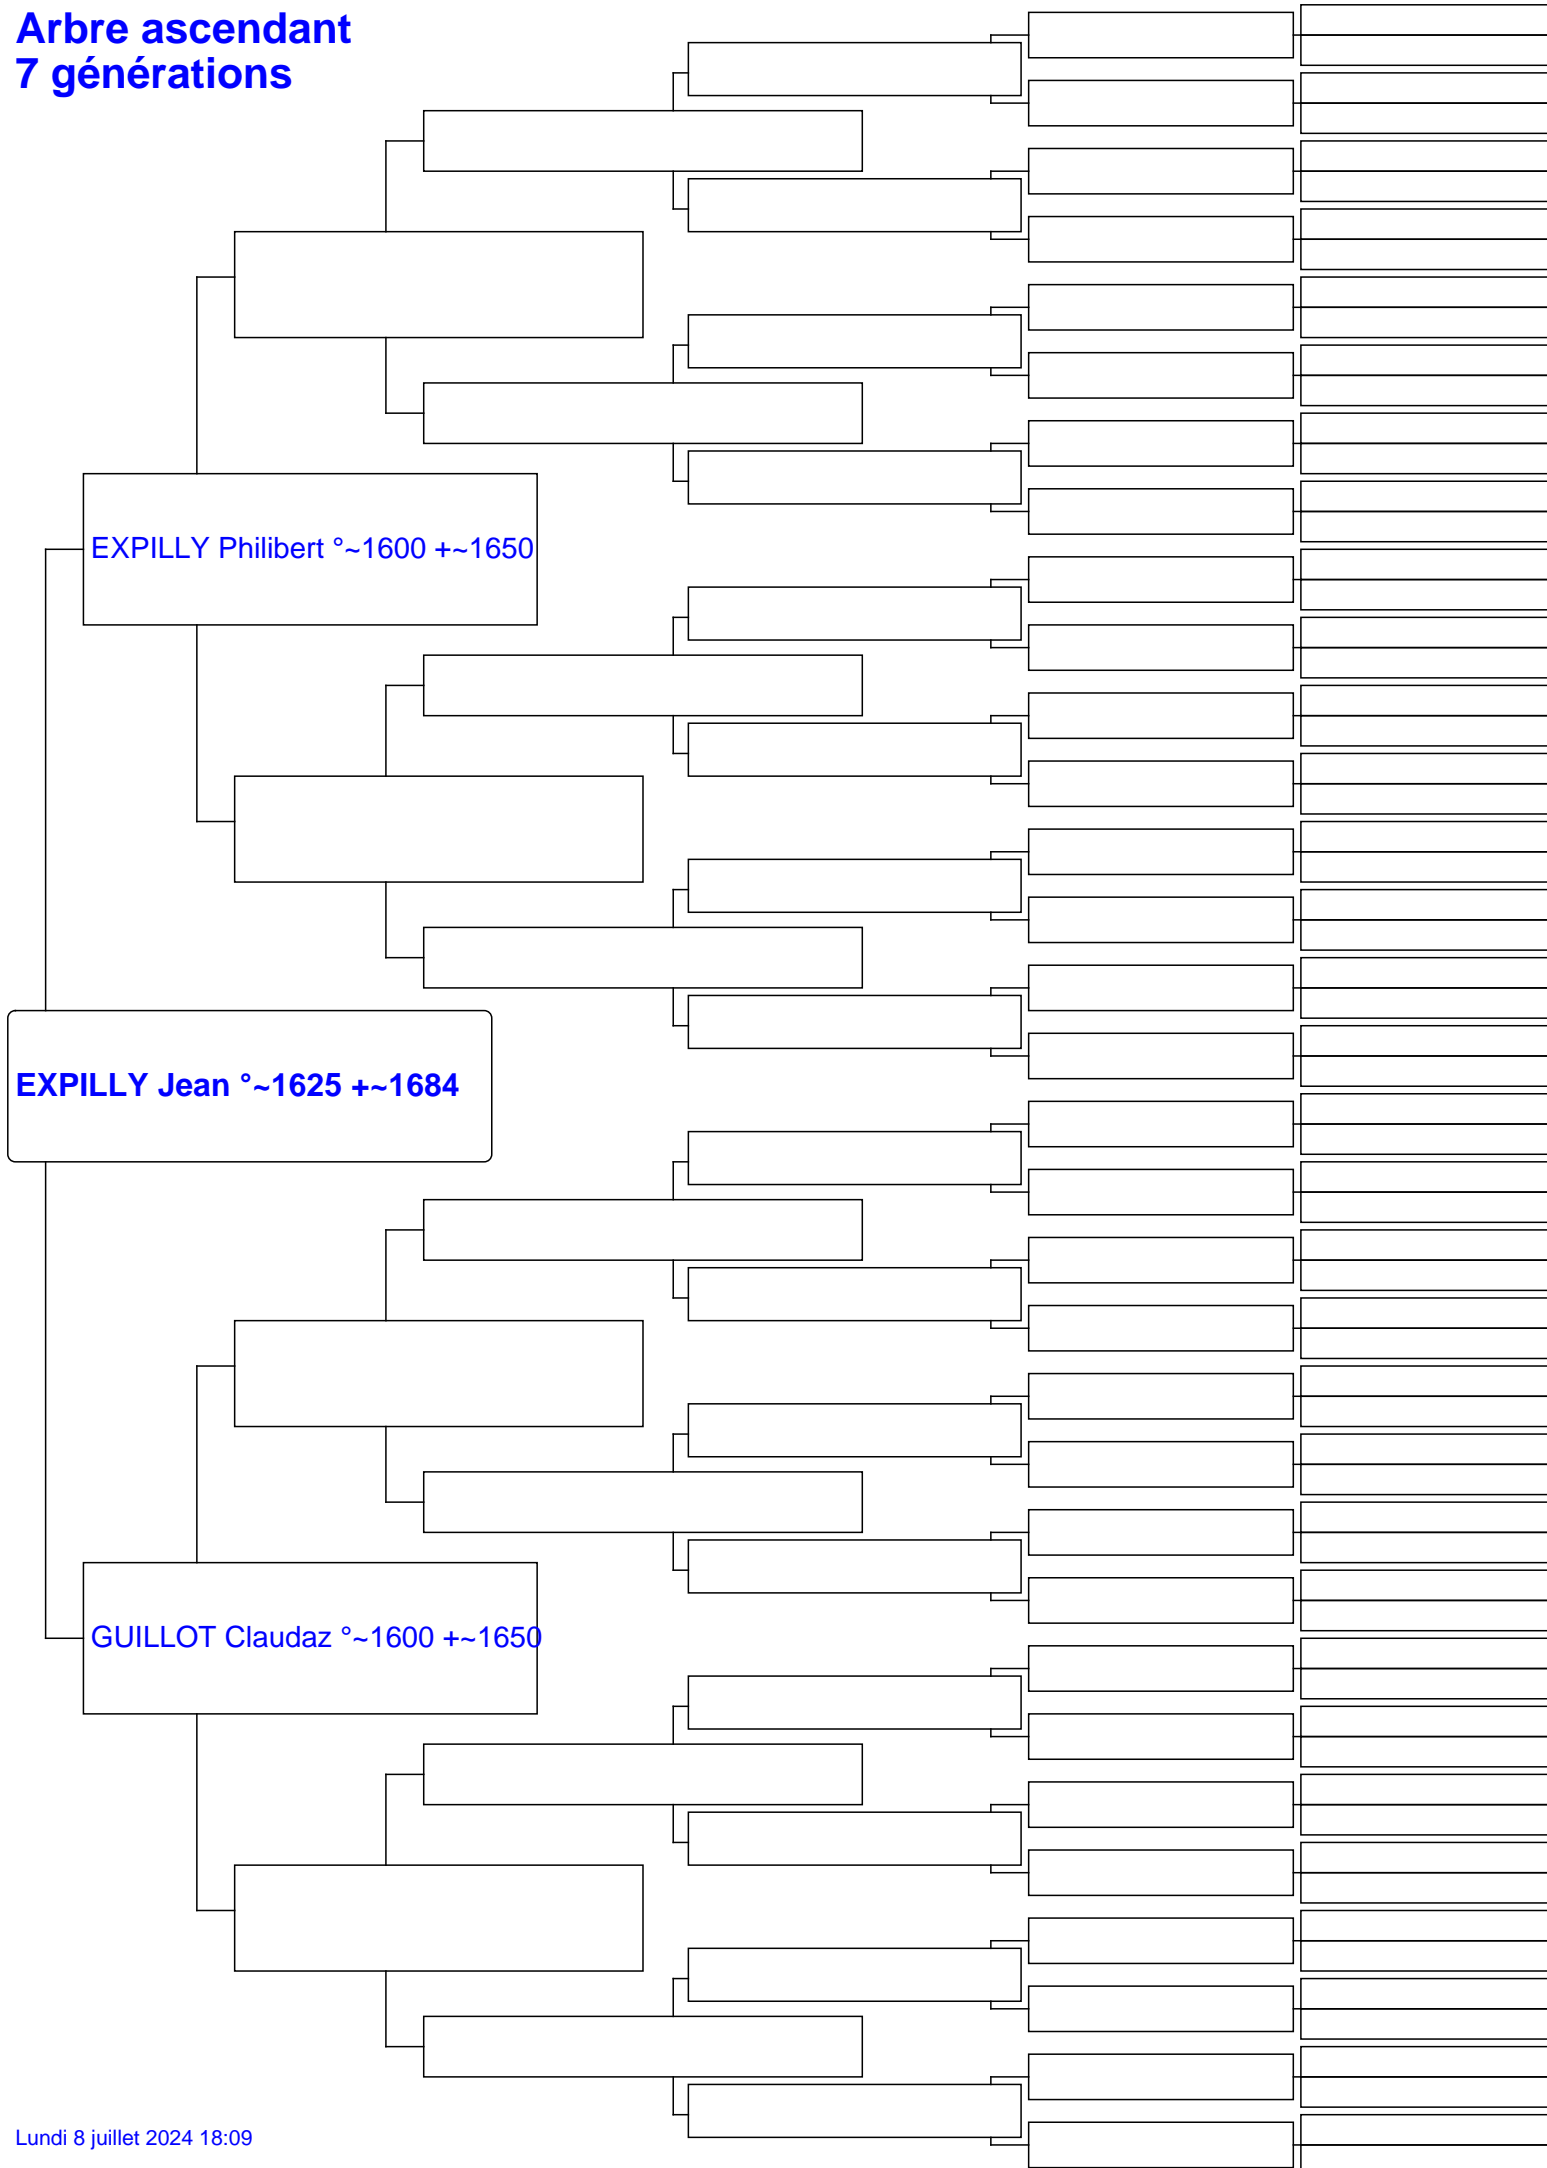 Arbre ascendant
7 générations
EXPILLY Philibert °~1600 +~1650
EXPILLY Jean °~1625 +~1684
GUILLOT Claudaz °~1600 +~1650
Lundi 8 juillet 2024 18:09